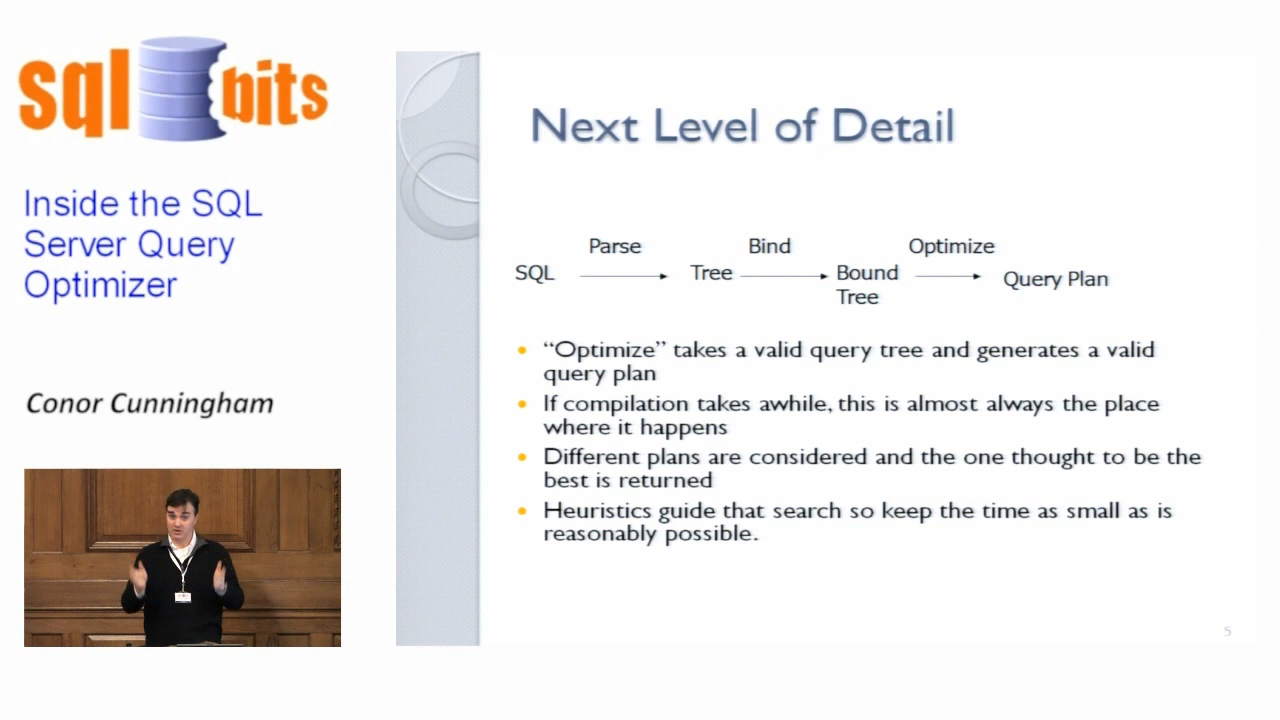 sql bits
Inside the SQL
Server Query
Optimizer
Conor Cunningham
Next Level of Detail
Parse Bind Optimize
SQL Tree Bound Query Plan
Tree
• “Optimize” takes a valid query tree and generates a valid
query plan
• If compilation takes awhile, this is almost always the place
where it happens
• Different plans are considered and the one thought to be the
best is returned
• Heuristics guide that search so keep the time as small as is
reasonably possible.
5